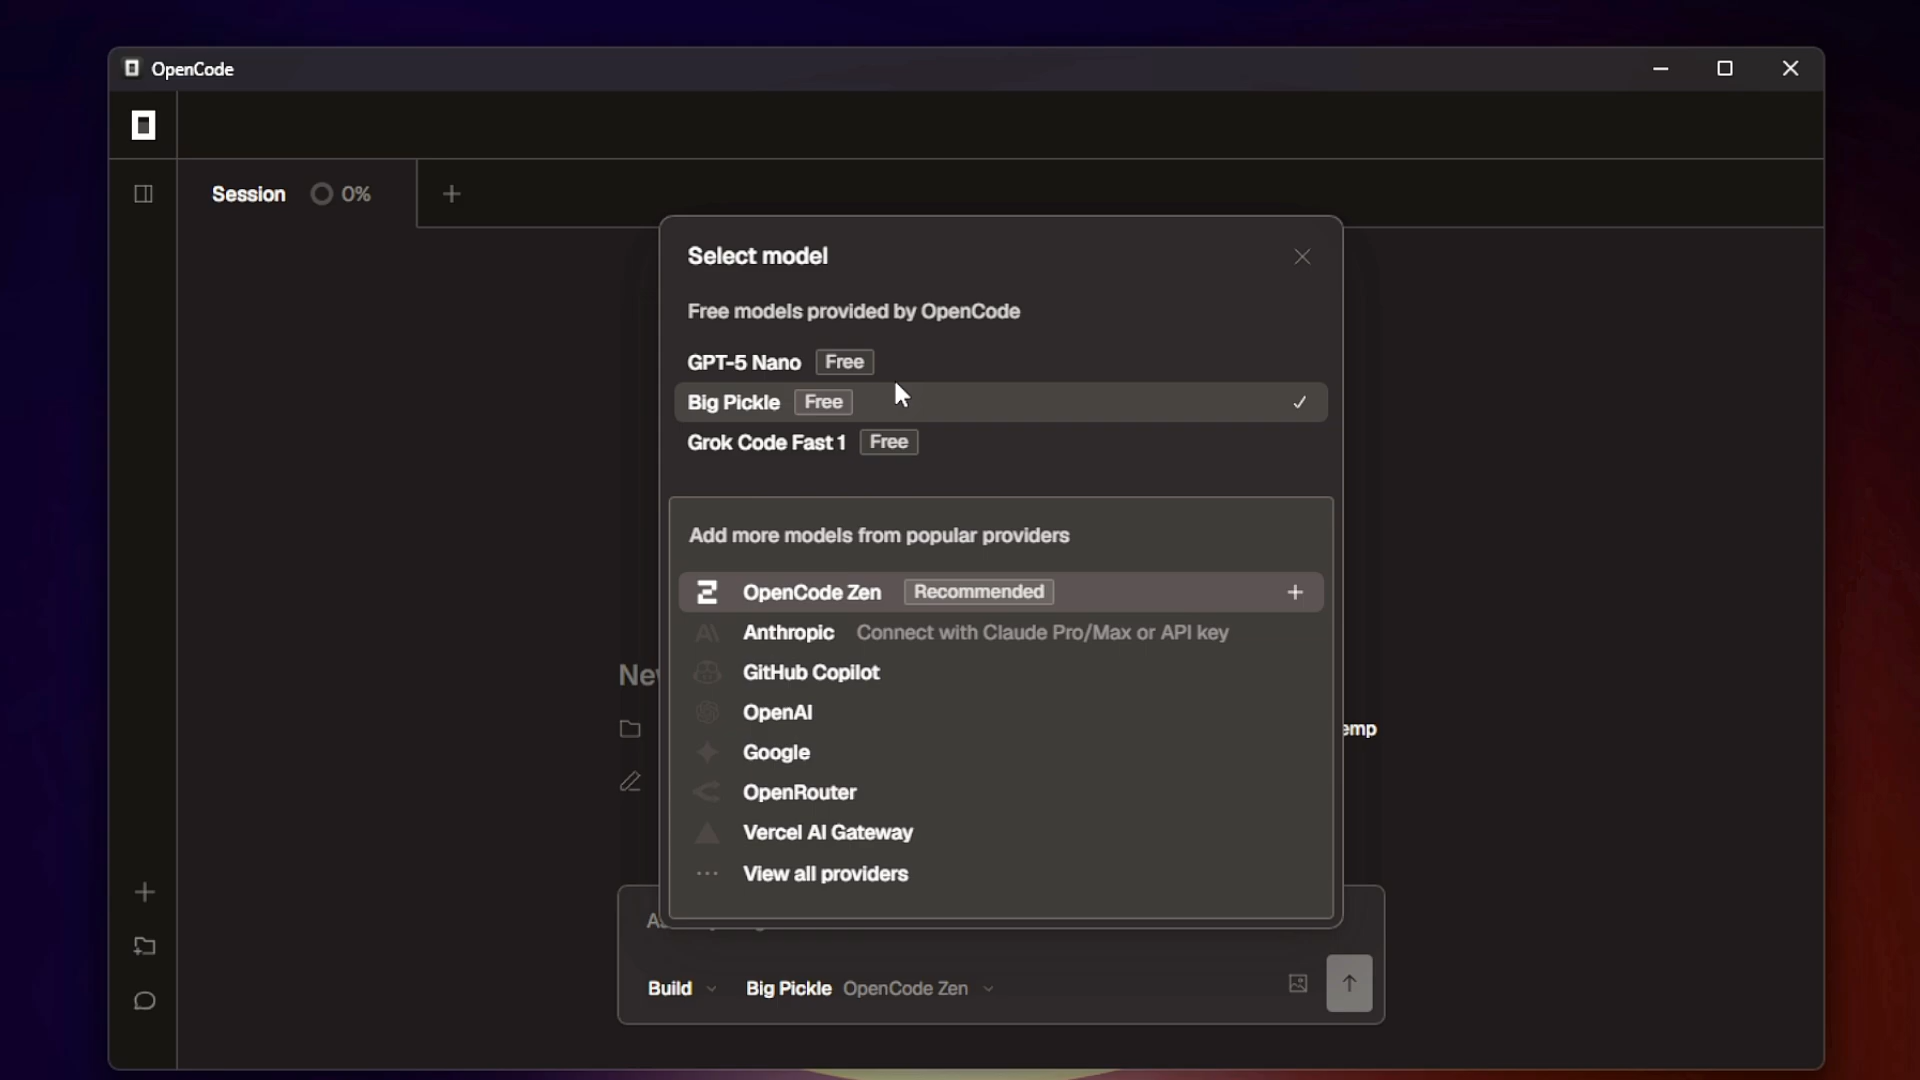 OpenCode
Session 0%
Select model
Free models provided by OpenCode
GPT-5 Nano Free
Big Pickle Free
Grok Code Fast 1 Free
Add more models from popular providers
OpenCode Zen Recommended
Anthropic Connect with Claude Pro/Max or API key
GitHub Copilot
OpenAI
Google
OpenRouter
Vercel AI Gateway
View all providers
Build Big Pickle OpenCode Zen